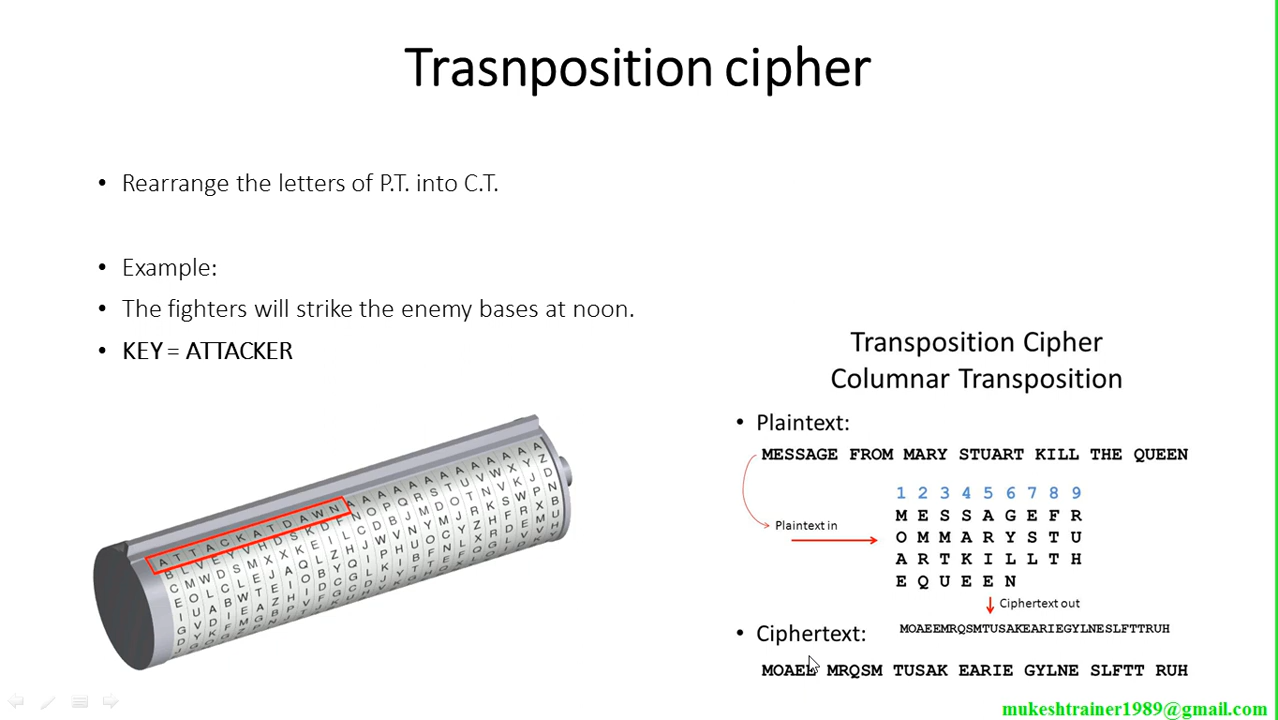 Trasnposition cipher
• Rearrange the letters of P.T. into C.T.
• Example:
• The fighters will strike the enemy bases at noon.
• KEY = ATTACKER
ATTACKATDAWN
Transposition Cipher
Columnar Transposition
• Plaintext:
MESSAGE FROM MARY STUART KILL THE QUEEN
1 2 3 4 5 6 7 8 9
Plaintext in
M E S S A G E F R
O M M A R Y S T U
A R T K I L L T H
E Q U E E N
Ciphertext out
• Ciphertext:
MOAEEMRQSMTUSAKEARIEGYLNESLFTTRUH
MOAEE MRQSM TUSAK EARIE GYLNE SLFTT RUH
mukeshtrainer1989@gmail.com